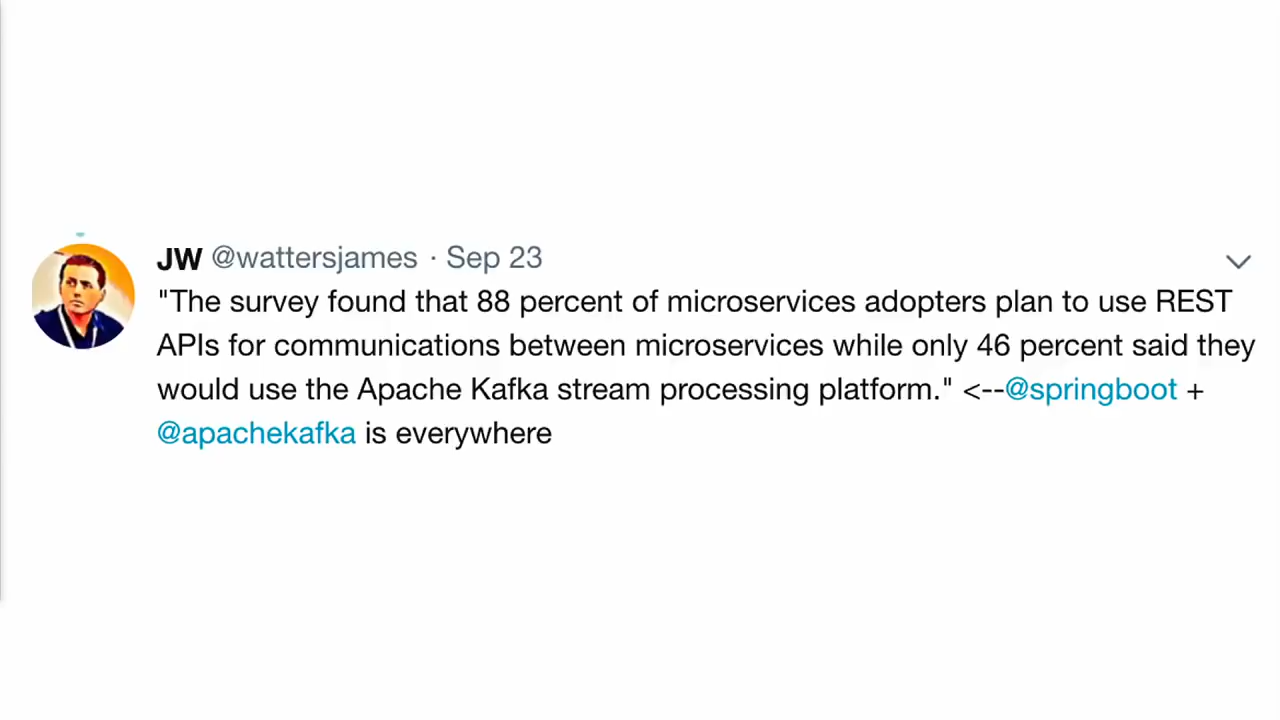 JW @wattersjames · Sep 23
"The survey found that 88 percent of microservices adopters plan to use REST
APIs for communications between microservices while only 46 percent said they
would use the Apache Kafka stream processing platform." <--@springboot +
@apachekafka is everywhere